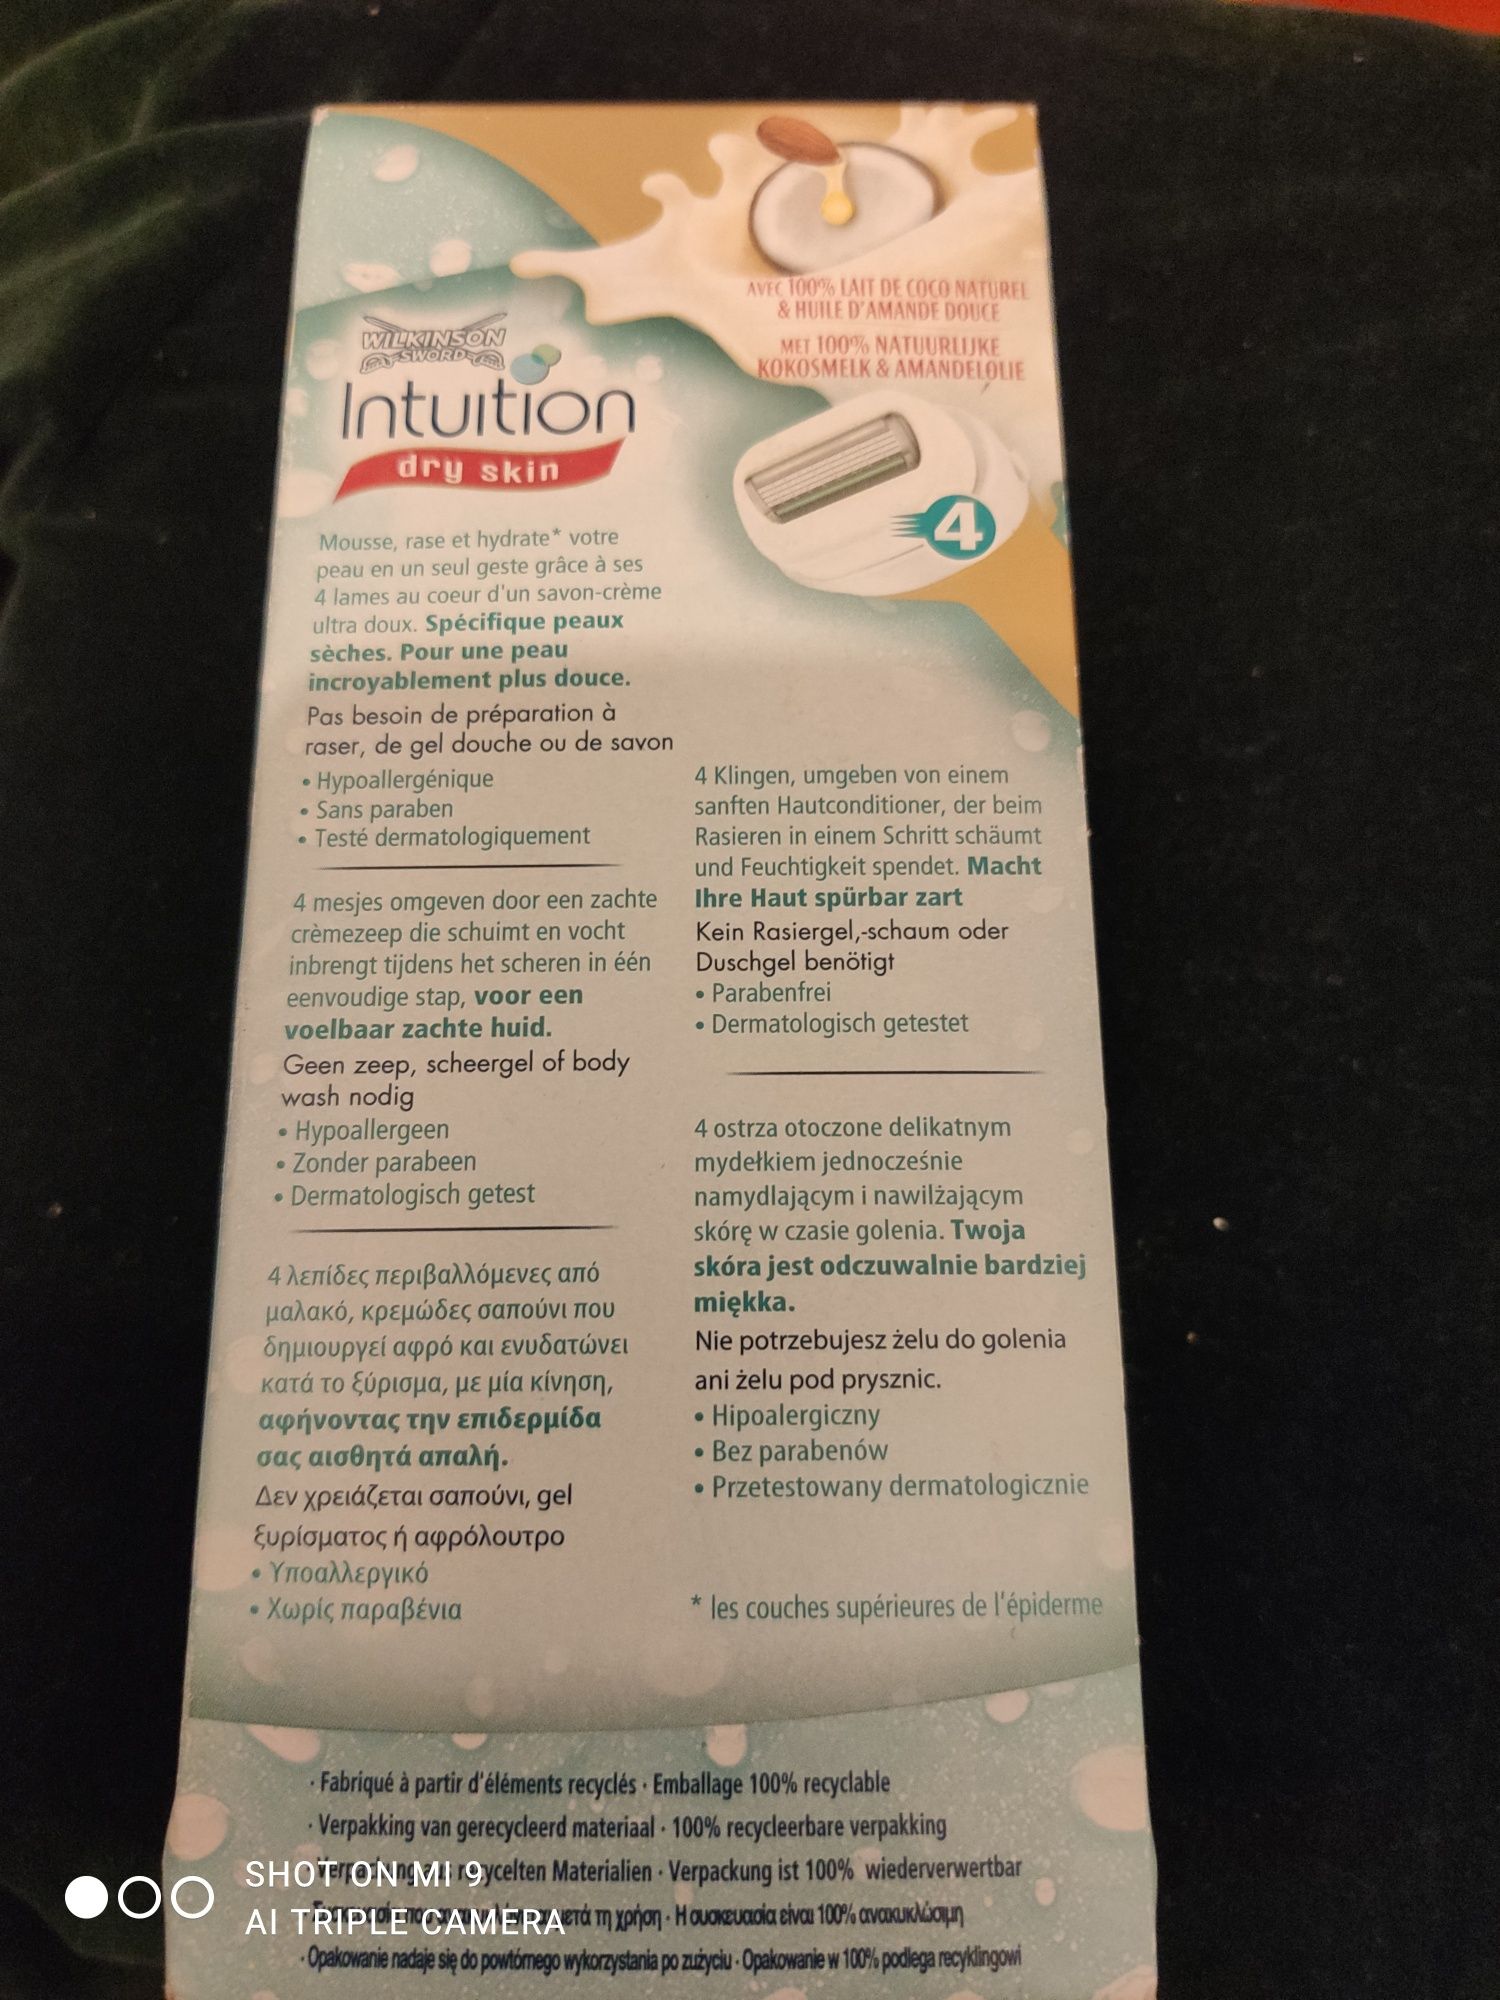 AVEC 100% LAIT DE COCO NATUREL
& HUILE D'AMANDE DOUCE
MET 100% NATUURLIJKE
KOKOSMELK & AMANDELOLIE
WILKINSON
SWORD
Intuition
dry skin
4
Mousse, rase et hydrate* votre
peau en un seul geste grâce à ses
4 lames au coeur d'un savon-crème
ultra doux. Spécifique peaux
sèches. Pour une peau
incroyablement plus douce.
Pas besoin de préparation à
raser, de gel douche ou de savon
• Hypoallergénique
• Sans paraben
• Testé dermatologiquement
4 mesjes omgeven door een zachte
crèmezeep die schuimt en vocht
inbrengt tijdens het scheren in één
eenvoudige stap, voor een
voelbaar zachte huid.
Geen zeep, scheergel of body
wash nodig
• Hypoallergeen
• Zonder parabeen
• Dermatologisch getest
4 λεπίδες περιβαλλόμενες από
μαλακό, κρεμώδες σαπούνι που
δημιουργεί αφρό και ενυδατώνει
κατά το ξύρισμα, με μία κίνηση,
αφήνοντας την επιδερμίδα
σας αισθητά απαλή.
Δεν χρειάζεται σαπούνι, gel
ξυρίσματος ή αφρόλουτρο
• Υποαλλεργικό
• Χωρίς παραβένια
4 Klingen, umgeben von einem
sanften Hautconditioner, der beim
Rasieren in einem Schritt schäumt
und Feuchtigkeit spendet. Macht
Ihre Haut spürbar zart
Kein Rasiergel,-schaum oder
Duschgel benötigt
• Parabenfrei
• Dermatologisch getestet
4 ostrza otoczone delikatnym
mydełkiem jednocześnie
namydlającym i nawilżającym
skórę w czasie golenia. Twoja
skóra jest odczuwalnie bardziej
miękka.
Nie potrzebujesz żelu do golenia
ani żelu pod prysznic.
• Hipoalergiczny
• Bez parabenów
• Przetestowany dermatologicznie
* les couches supérieures de l'épiderme
· Fabriqué à partir d'éléments recyclés · Emballage 100% recyclable
· Verpakking van gerecycleerd materiaal · 100% recycleerbare verpakking
Materialien · Verpackung ist 100% wiederverwertbar
μετά τη χρήση · Η συσκευασία είναι 100% ανακυκλώσιμη
· Opakowanie nadaje się do powtórnego wykorzystania po zużyciu · Opakowanie w 100% podlega recyklingowi
SHOT ON MI 9
AI TRIPLE CAMERA